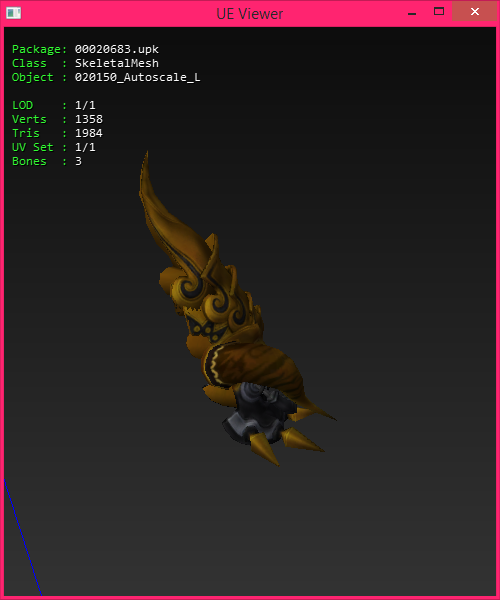 UE Viewer
Package: 00020683.upk
Class : SkeletalMesh
Object : 020150_Autoscale_L
LOD : 1/1
Verts : 1358
Tris : 1984
UV Set : 1/1
Bones : 3